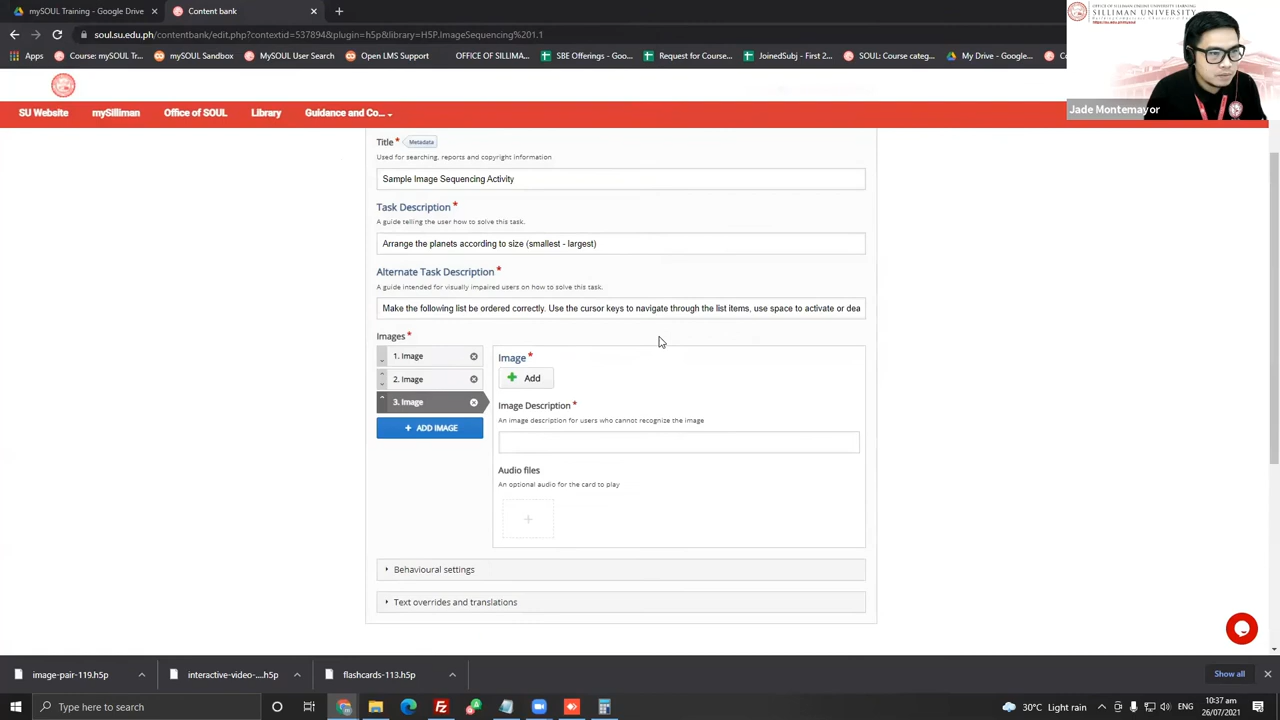 mySOUL Training - Google Drive
Content bank
soul.su.edu.ph/contentbank/edit.php?contextid=537894&plugin=h5p&library=H5P.ImageSequencing%201.1
Apps
Course: mySOUL Tr...
mySOUL Sandbox
MySOUL User Search
Open LMS Support
SBE Offerings - Goo...
Request for Course...
JoinedSubj - First 2...
SOUL: Course categ...
My Drive - Google...
OFFICE OF SILLIMAN ONLINE UNIVERSITY LEARNING
SILLIMAN UNIVERSITY
Jade Montemayor
SU Website
mySilliman
Office of SOUL
Library
Guidance and Co...
Title *
Metadata
Used for searching, reports and copyright information
Sample Image Sequencing Activity
Task Description *
A guide telling the user how to solve this task.
Arrange the planets according to size (smallest - largest)
Alternate Task Description *
A guide intended for visually impaired users on how to solve this task.
Make the following list be ordered correctly. Use the cursor keys to navigate through the list items, use space to activate or dea
Images *
1. Image
2. Image
3. Image
+ ADD IMAGE
Image *
Add
Image Description *
An image description for users who cannot recognize the image
Audio files
An optional audio for the card to play
Behavioural settings
Text overrides and translations
image-pair-119.h5p
interactive-video-....h5p
flashcards-113.h5p
Show all
Type here to search
30°C Light rain
ENG
10:37 am
26/07/2021